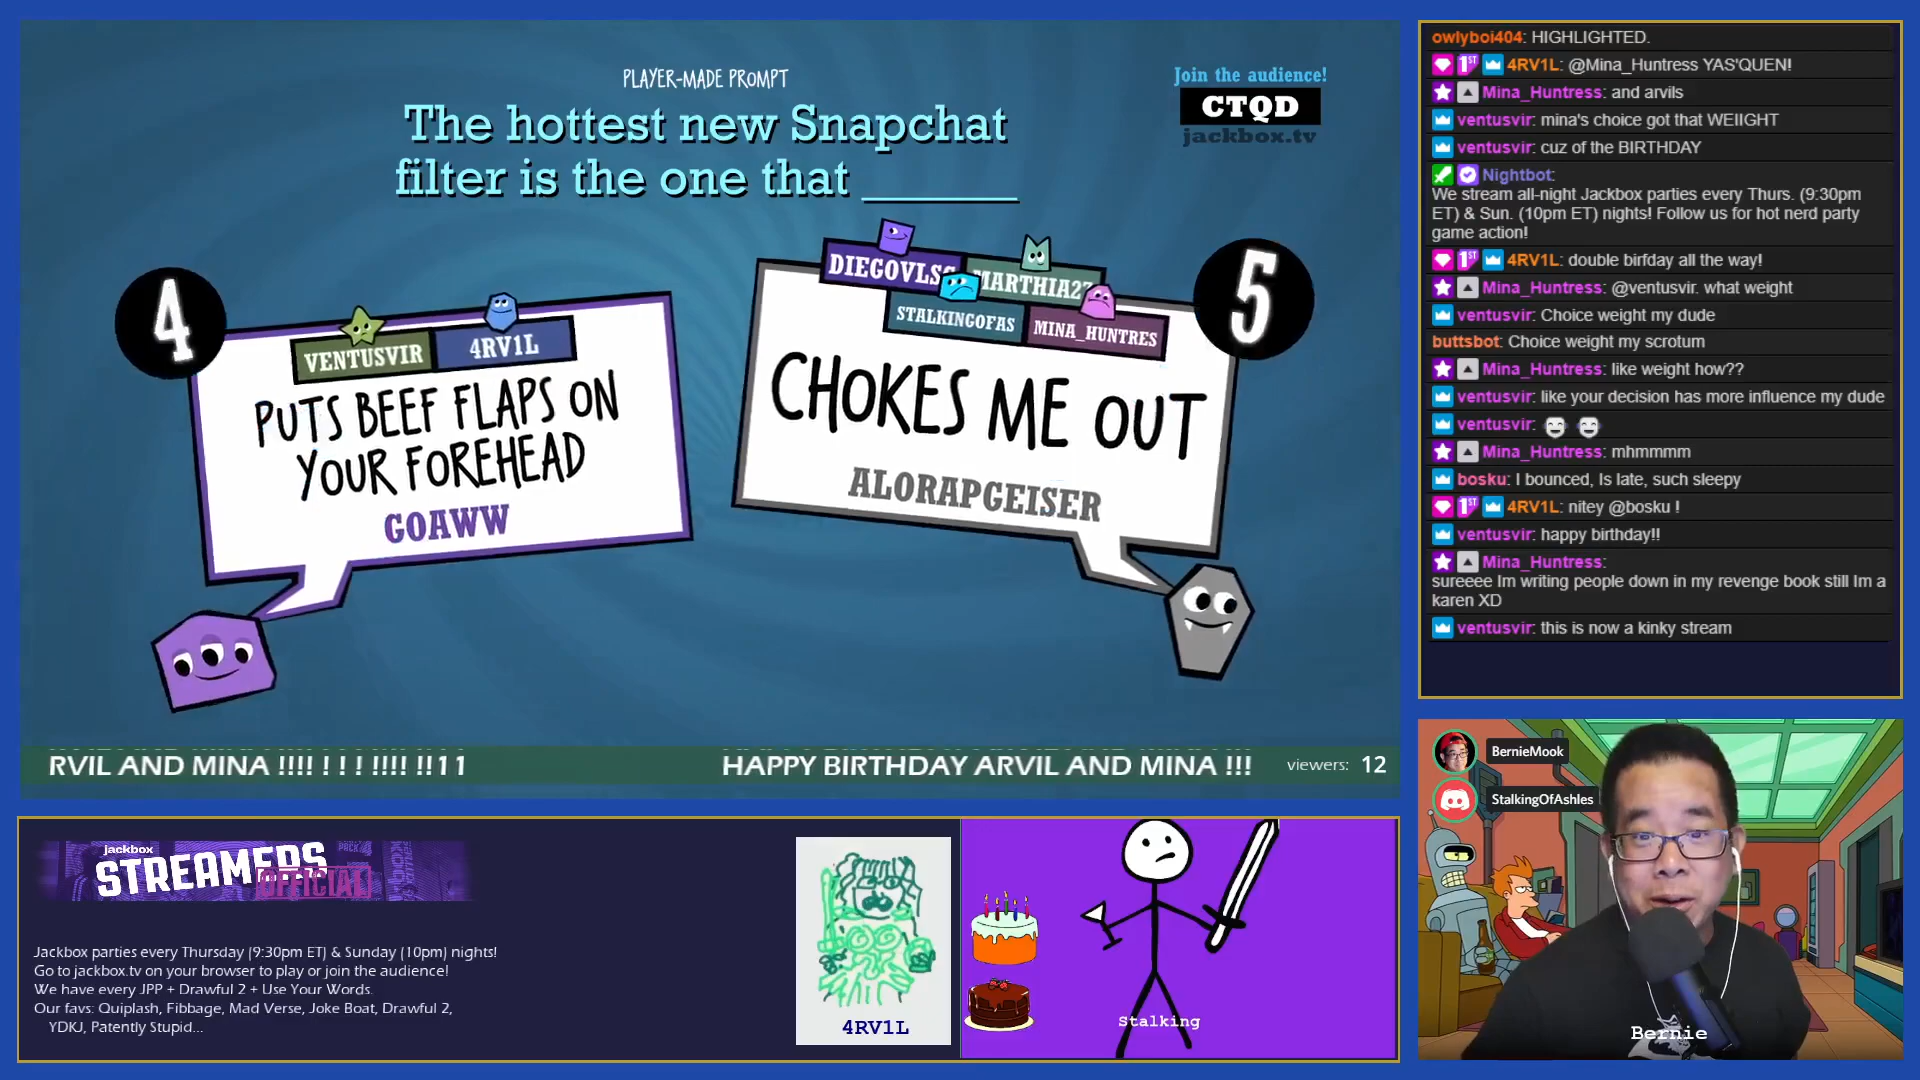 PLAYER-MADE PROMPT
The hottest new Snapchat
filter is the one that ______
Join the audience!
CTQD
jackbox.tv
4
VENTUSVIR
4RV1L
PUTS BEEF FLAPS ON
YOUR FOREHEAD
GOAWW
DIEGOVLS
MARTHIA27
STALKINGOFAS
MINA_HUNTRES
5
CHOKES ME OUT
ALORAPGEISER
RVIL AND MINA !!!! ! ! ! !!!! !!11
HAPPY BIRTHDAY ARVIL AND MINA !!!
viewers: 12
owlyboi404: HIGHLIGHTED.
1ST 4RV1L: @Mina_Huntress YAS'QUEN!
Mina_Huntress: and arvils
ventusvir: mina's choice got that WEIIGHT
ventusvir: cuz of the BIRTHDAY
Nightbot:
We stream all-night Jackbox parties every Thurs. (9:30pm
ET) & Sun. (10pm ET) nights! Follow us for hot nerd party
game action!
1ST 4RV1L: double birfday all the way!
Mina_Huntress: @ventusvir. what weight
ventusvir: Choice weight my dude
buttsbot: Choice weight my scrotum
Mina_Huntress: like weight how??
ventusvir: like your decision has more influence my dude
ventusvir:
Mina_Huntress: mhmmmm
bosku: I bounced, Is late, such sleepy
1ST 4RV1L: nitey @bosku !
ventusvir: happy birthday!!
Mina_Huntress:
sureeee Im writing people down in my revenge book still Im a
karen XD
ventusvir: this is now a kinky stream
BernieMook
StalkingOfAshles
Bernie
jackbox
STREAMERS
OFFICIAL
Jackbox parties every Thursday (9:30pm ET) & Sunday (10pm) nights!
Go to jackbox.tv on your browser to play or join the audience!
We have every JPP + Drawful 2 + Use Your Words.
Our favs: Quiplash, Fibbage, Mad Verse, Joke Boat, Drawful 2,
YDKJ, Patently Stupid...
4RV1L
Stalking